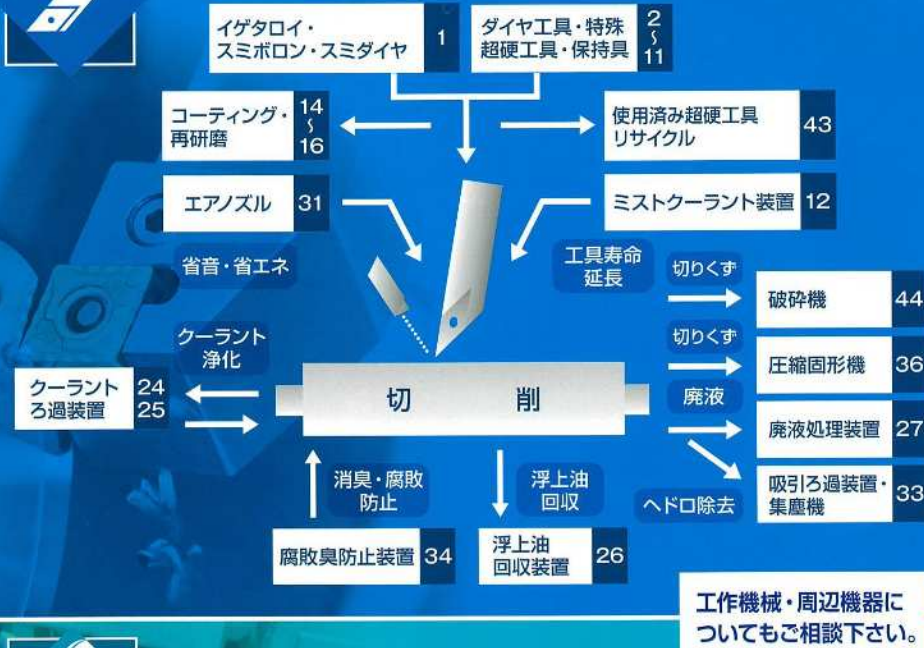 イゲタロイ・
スミボロン・スミダイヤ
1
ダイヤ工具・特殊
超硬工具・保持具
2
〜
11
コーティング・
再研磨
14
〜
16
使用済み超硬工具
リサイクル
43
エアノズル
31
ミストクーラント装置
12
省音・省エネ
工具寿命
延長
切りくず
破砕機
44
クーラント
浄化
切りくず
圧縮固形機
36
クーラント
ろ過装置
24
25
切 削
廃液
廃液処理装置
27
消臭・腐敗
防止
浮上油
回収
ヘドロ除去
吸引ろ過装置・
集塵機
33
腐敗臭防止装置
34
浮上油
回収装置
26
工作機械・周辺機器に
ついてもご相談下さい。